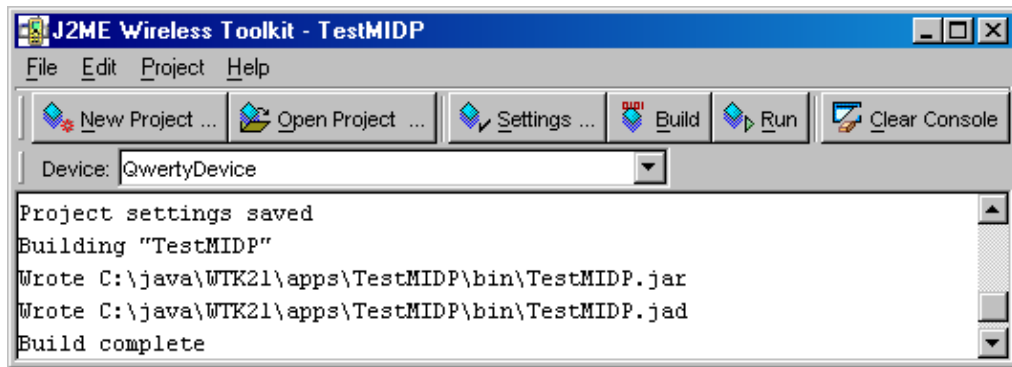 J2ME Wireless Toolkit - TestMIDP
File Edit Project Help
New Project ... Open Project ... Settings ... Build Run Clear Console
Device: QwertyDevice
Project settings saved
Building "TestMIDP"
Wrote C:\java\WTK21\apps\TestMIDP\bin\TestMIDP.jar
Wrote C:\java\WTK21\apps\TestMIDP\bin\TestMIDP.jad
Build complete